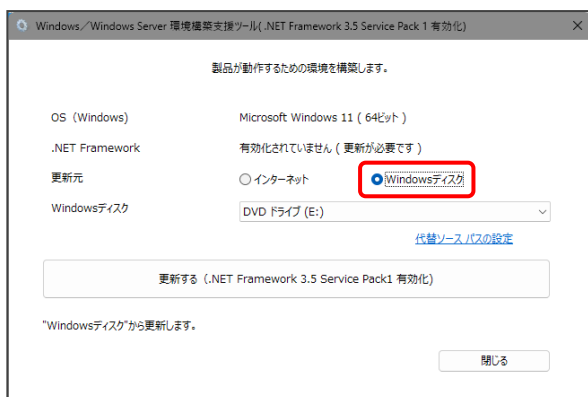 Windows／Windows Server 環境構築支援ツール( .NET Framework 3.5 Service Pack 1 有効化)
製品が動作するための環境を構築します。
OS（Windows） Microsoft Windows 11 ( 64ビット )
.NET Framework 有効化されていません ( 更新が必要です )
更新元 インターネット Windowsディスク
Windowsディスク DVD ドライブ (E:)
代替ソース パスの設定
更新する（.NET Framework 3.5 Service Pack1 有効化)
"Windowsディスク"から更新します。
閉じる